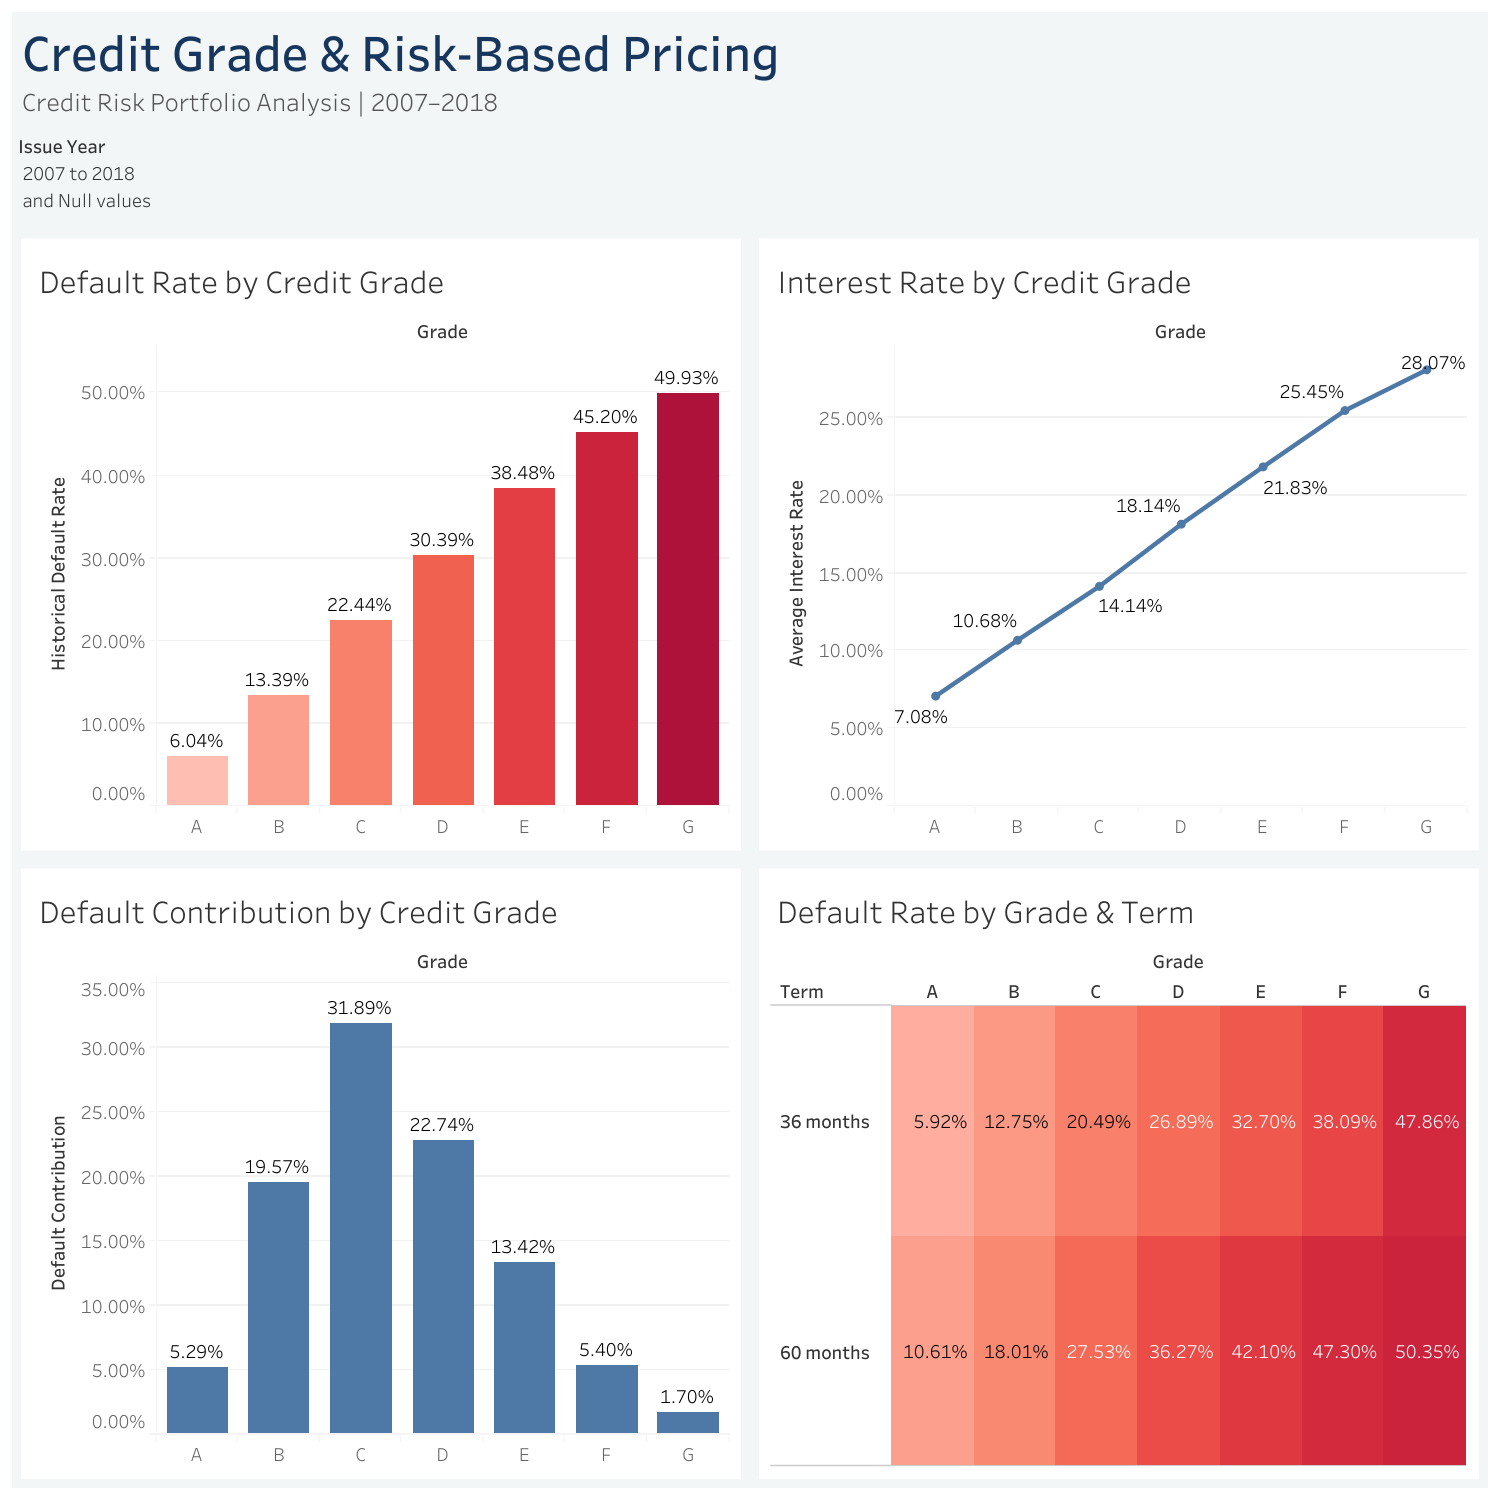 Credit Grade & Risk-Based Pricing
Credit Risk Portfolio Analysis | 2007–2018
Issue Year
2007 to 2018
and Null values
Default Rate by Credit Grade
Grade
Historical Default Rate
50.00%
40.00%
30.00%
20.00%
10.00%
0.00%
6.04%
13.39%
22.44%
30.39%
38.48%
45.20%
49.93%
A B C D E F G
Interest Rate by Credit Grade
Grade
Average Interest Rate
25.00%
20.00%
15.00%
10.00%
5.00%
0.00%
7.08%
10.68%
14.14%
18.14%
21.83%
25.45%
28.07%
A B C D E F G
Default Contribution by Credit Grade
Grade
Default Contribution
35.00%
30.00%
25.00%
20.00%
15.00%
10.00%
5.00%
0.00%
5.29%
19.57%
31.89%
22.74%
13.42%
5.40%
1.70%
A B C D E F G
Default Rate by Grade & Term
Grade
Term A B C D E F G
36 months 5.92% 12.75% 20.49% 26.89% 32.70% 38.09% 47.86%
60 months 10.61% 18.01% 27.53% 36.27% 42.10% 47.30% 50.35%